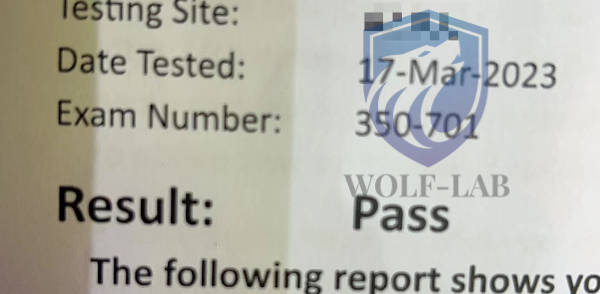 Testing Site:
Date Tested: 17-Mar-2023
Exam Number: 350-701
WOLF-LAB
Result: Pass
The following report shows yo